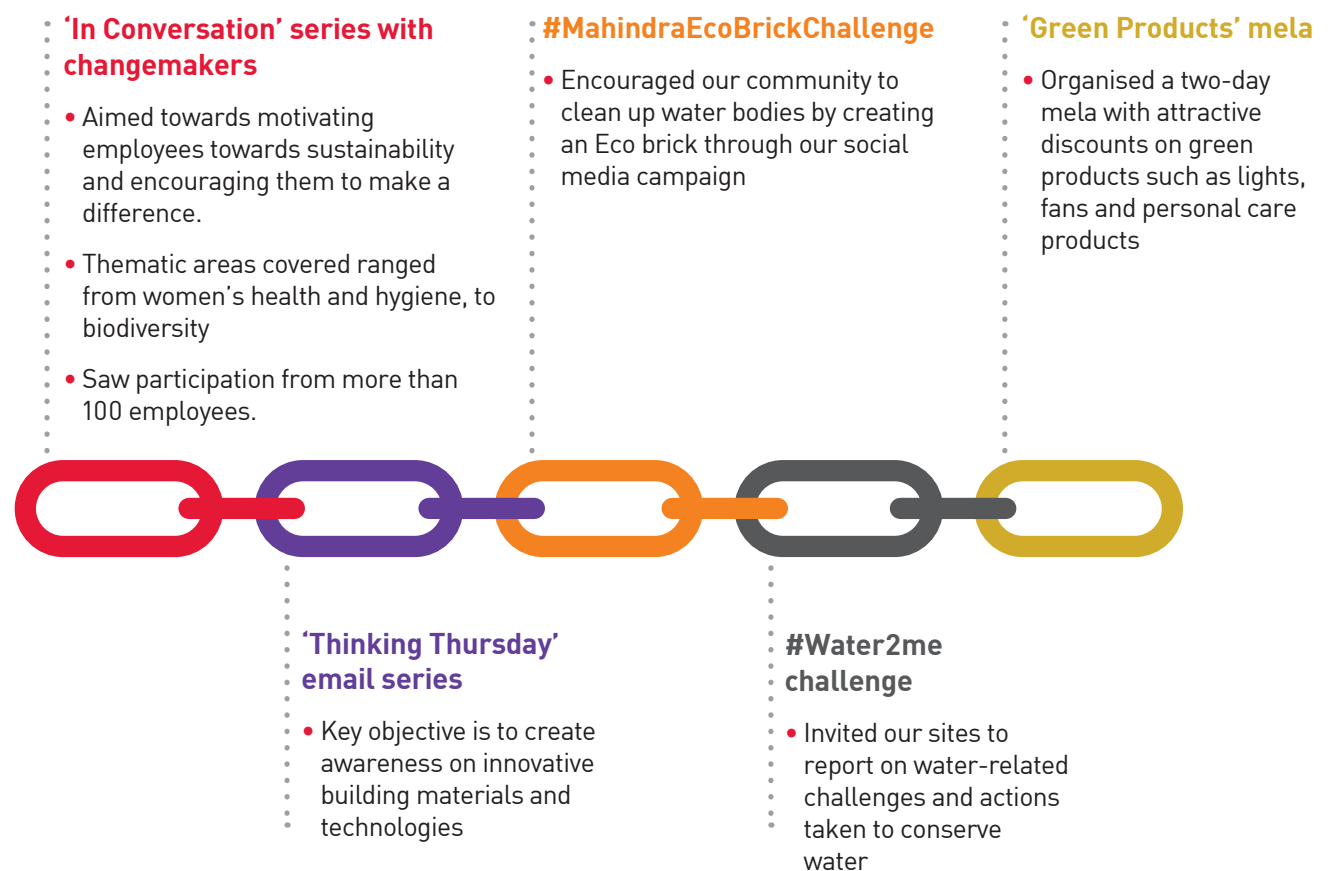 ‘In Conversation’ series with
changemakers
• Aimed towards motivating
employees towards sustainability
and encouraging them to make a
difference.
• Thematic areas covered ranged
from women’s health and hygiene, to
biodiversity
• Saw participation from more than
100 employees.
#MahindraEcoBrickChallenge
• Encouraged our community to
clean up water bodies by creating
an Eco brick through our social
media campaign
‘Green Products’ mela
• Organised a two-day
mela with attractive
discounts on green
products such as lights,
fans and personal care
products
‘Thinking Thursday’
email series
• Key objective is to create
awareness on innovative
building materials and
technologies
#Water2me
challenge
• Invited our sites to
report on water-related
challenges and actions
taken to conserve
water